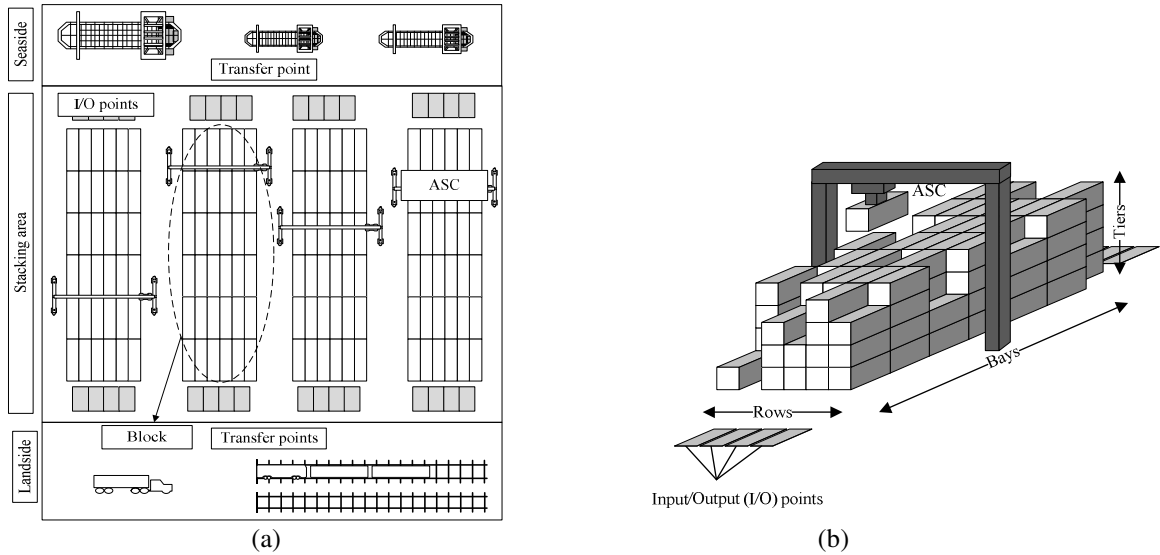 Seaside
Transfer point
Stacking area
I/O points
ASC
Block
Transfer points
Landside
(a)
ASC
Tiers
Bays
Rows
Input/Output (I/O) points
(b)